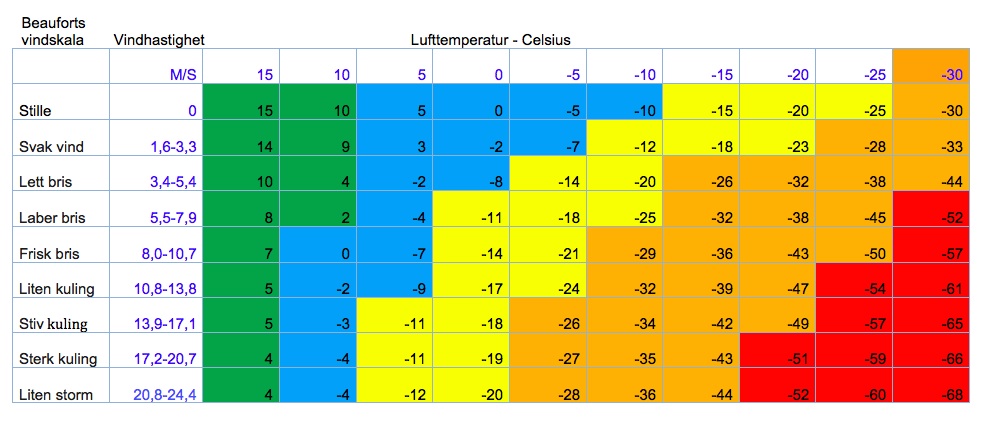 Beauforts
vindskala Vindhastighet Lufttemperatur - Celsius
M/S 15 10 5 0 -5 -10 -15 -20 -25 -30
Stille 0 15 10 5 0 -5 -10 -15 -20 -25 -30
Svak vind 1,6-3,3 14 9 3 -2 -7 -12 -18 -23 -28 -33
Lett bris 3,4-5,4 10 4 -2 -8 -14 -20 -26 -32 -38 -44
Laber bris 5,5-7,9 8 2 -4 -11 -18 -25 -32 -38 -45 -52
Frisk bris 8,0-10,7 7 0 -7 -14 -21 -29 -36 -43 -50 -57
Liten kuling 10,8-13,8 5 -2 -9 -17 -24 -32 -39 -47 -54 -61
Stiv kuling 13,9-17,1 5 -3 -11 -18 -26 -34 -42 -49 -57 -65
Sterk kuling 17,2-20,7 4 -4 -11 -19 -27 -35 -43 -51 -59 -66
Liten storm 20,8-24,4 4 -4 -12 -20 -28 -36 -44 -52 -60 -68